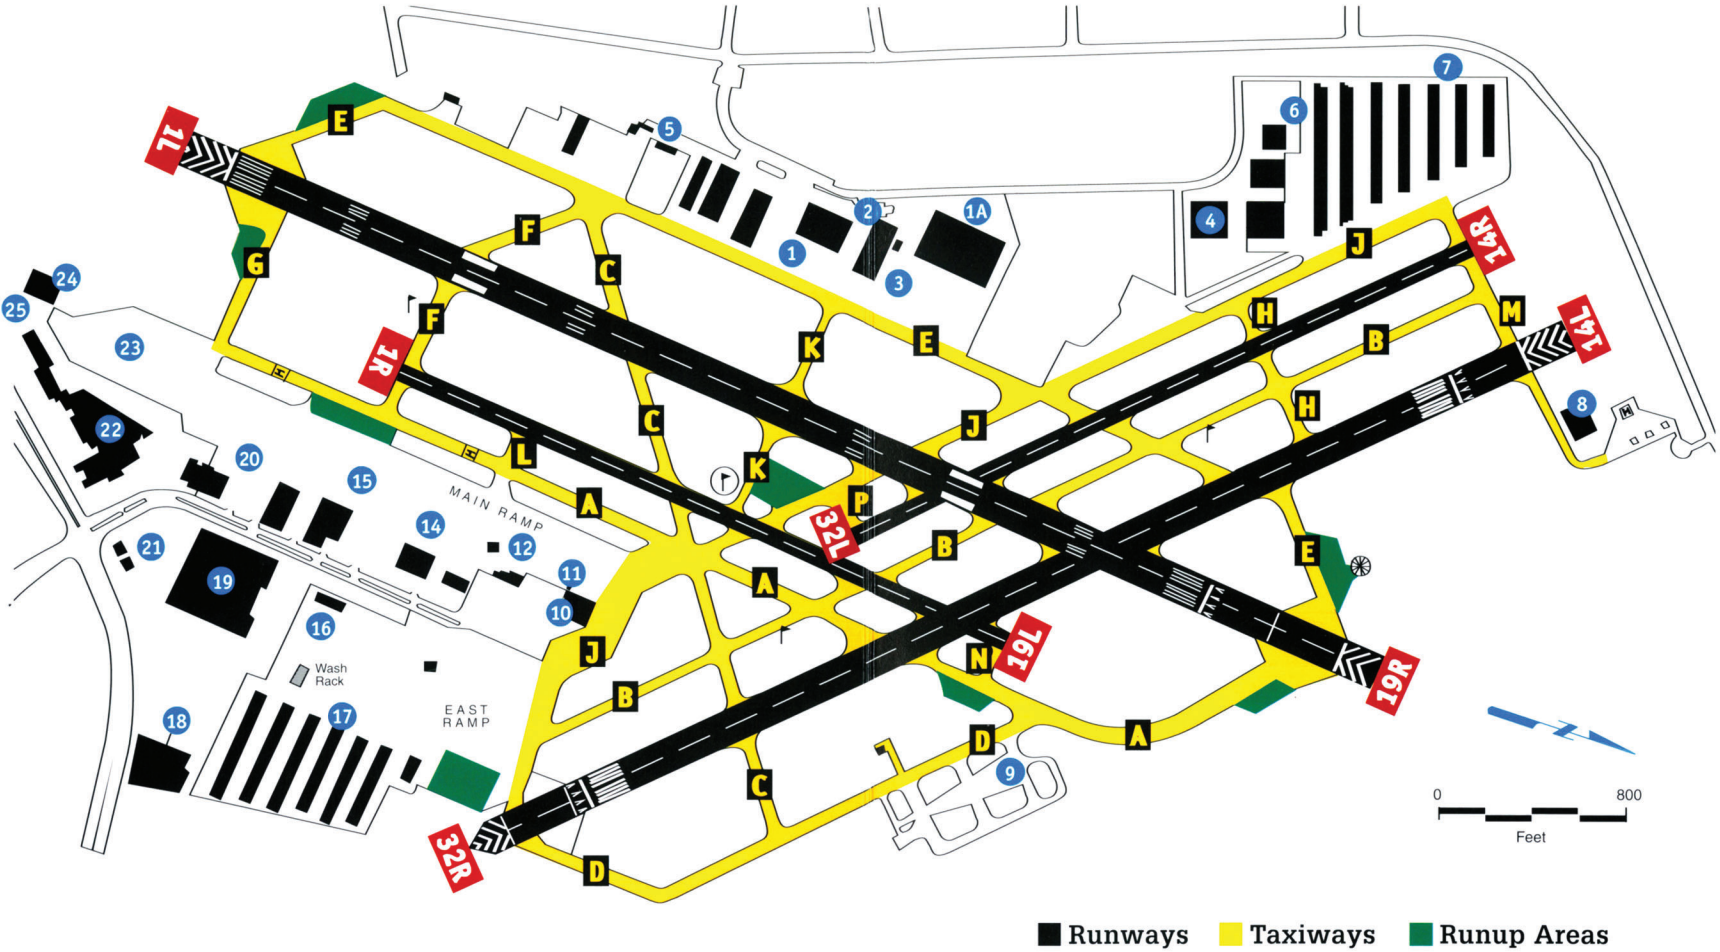 7
E
1L
6
5
2
1A
4
14R
J
F
1
G
C
3
24
H
M
25
F
B
14L
23
K
E
1R
8
H
H
H
C
J
22
L
H
K
20
15
MAIN RAMP
A
P
14
32L
21
12
B
E
11
19
A
10
16
J
19L
N
19R
Wash
Rack
B
17
EAST
RAMP
18
D
A
9
C
0 800
Feet
32R
D
Runways Taxiways Runup Areas